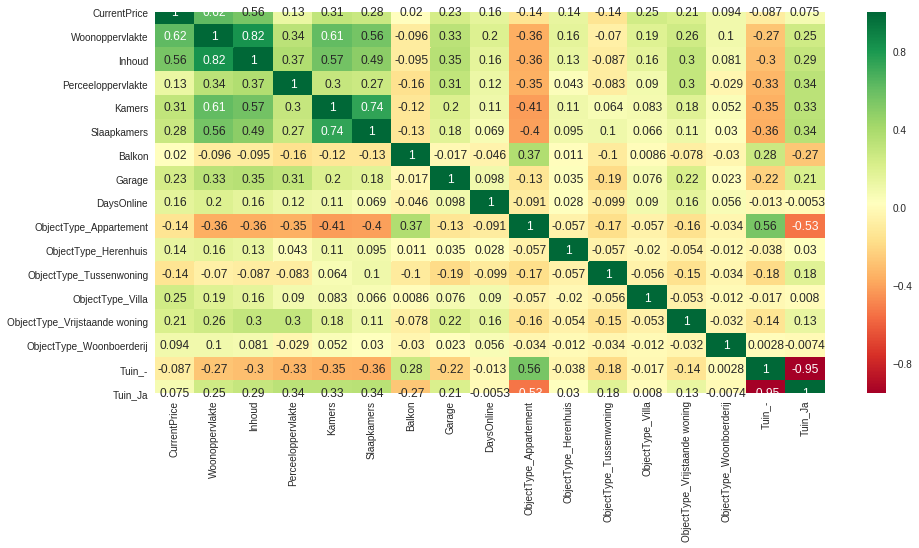 CurrentPrice 1 0.62 0.56 0.13 0.31 0.28 0.02 0.23 0.16 -0.14 0.14 -0.14 0.25 0.21 0.094 -0.087 0.075
Woonoppervlakte 0.62 1 0.82 0.34 0.61 0.56 -0.096 0.33 0.2 -0.36 0.16 -0.07 0.19 0.26 0.1 -0.27 0.25
Inhoud 0.56 0.82 1 0.37 0.57 0.49 -0.095 0.35 0.16 -0.36 0.13 -0.087 0.16 0.3 0.081 -0.3 0.29
Perceeloppervlakte 0.13 0.34 0.37 1 0.3 0.27 -0.16 0.31 0.12 -0.35 0.043 -0.083 0.09 0.3 -0.029 -0.33 0.34
Kamers 0.31 0.61 0.57 0.3 1 0.74 -0.12 0.2 0.11 -0.41 0.11 0.064 0.083 0.18 0.052 -0.35 0.33
Slaapkamers 0.28 0.56 0.49 0.27 0.74 1 -0.13 0.18 0.069 -0.4 0.095 0.1 0.066 0.11 0.03 -0.36 0.34
Balkon 0.02 -0.096 -0.095 -0.16 -0.12 -0.13 1 -0.017 -0.046 0.37 0.011 -0.1 0.0086 -0.078 -0.03 0.28 -0.27
Garage 0.23 0.33 0.35 0.31 0.2 0.18 -0.017 1 0.098 -0.13 0.035 -0.19 0.076 0.22 0.023 -0.22 0.21
DaysOnline 0.16 0.2 0.16 0.12 0.11 0.069 -0.046 0.098 1 -0.091 0.028 -0.099 0.09 0.16 0.056 -0.013 -0.0053
ObjectType_Appartement -0.14 -0.36 -0.36 -0.35 -0.41 -0.4 0.37 -0.13 -0.091 1 -0.057 -0.17 -0.057 -0.16 -0.034 0.56 -0.53
ObjectType_Herenhuis 0.14 0.16 0.13 0.043 0.11 0.095 0.011 0.035 0.028 -0.057 1 -0.057 -0.02 -0.054 -0.012 -0.038 0.03
ObjectType_Tussenwoning -0.14 -0.07 -0.087 -0.083 0.064 0.1 -0.1 -0.19 -0.099 -0.17 -0.057 1 -0.056 -0.15 -0.034 -0.18 0.18
ObjectType_Villa 0.25 0.19 0.16 0.09 0.083 0.066 0.0086 0.076 0.09 -0.057 -0.02 -0.056 1 -0.053 -0.012 -0.017 0.008
ObjectType_Vrijstaande woning 0.21 0.26 0.3 0.3 0.18 0.11 -0.078 0.22 0.16 -0.16 -0.054 -0.15 -0.053 1 -0.032 -0.14 0.13
ObjectType_Woonboerderij 0.094 0.1 0.081 -0.029 0.052 0.03 -0.03 0.023 0.056 -0.034 -0.012 -0.034 -0.012 -0.032 1 0.0028 -0.0074
Tuin_- -0.087 -0.27 -0.3 -0.33 -0.35 -0.36 0.28 -0.22 -0.013 0.56 -0.038 -0.18 -0.017 -0.14 0.0028 1 -0.95
Tuin_Ja 0.075 0.25 0.29 0.34 0.33 0.34 -0.27 0.21 -0.0053 -0.53 0.03 0.18 0.008 0.13 -0.0074 -0.95 1
CurrentPrice
Woonoppervlakte
Inhoud
Perceeloppervlakte
Kamers
Slaapkamers
Balkon
Garage
DaysOnline
ObjectType_Appartement
ObjectType_Herenhuis
ObjectType_Tussenwoning
ObjectType_Villa
ObjectType_Vrijstaande woning
ObjectType_Woonboerderij
Tuin_-
Tuin_Ja
0.8
0.4
0.0
-0.4
-0.8